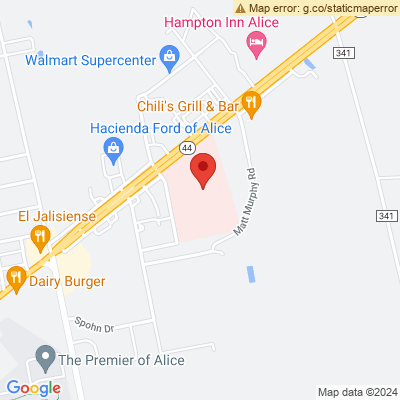 Map error: g.co/staticmaperror
Hampton Inn Alice
341
Walmart Supercenter
Chili's Grill & Bar
Hacienda Ford of Alice
44
Matt Murphy Rd
341
El Jalisiense
Dairy Burger
Spohn Dr
The Premier of Alice
Google
Map data ©2024